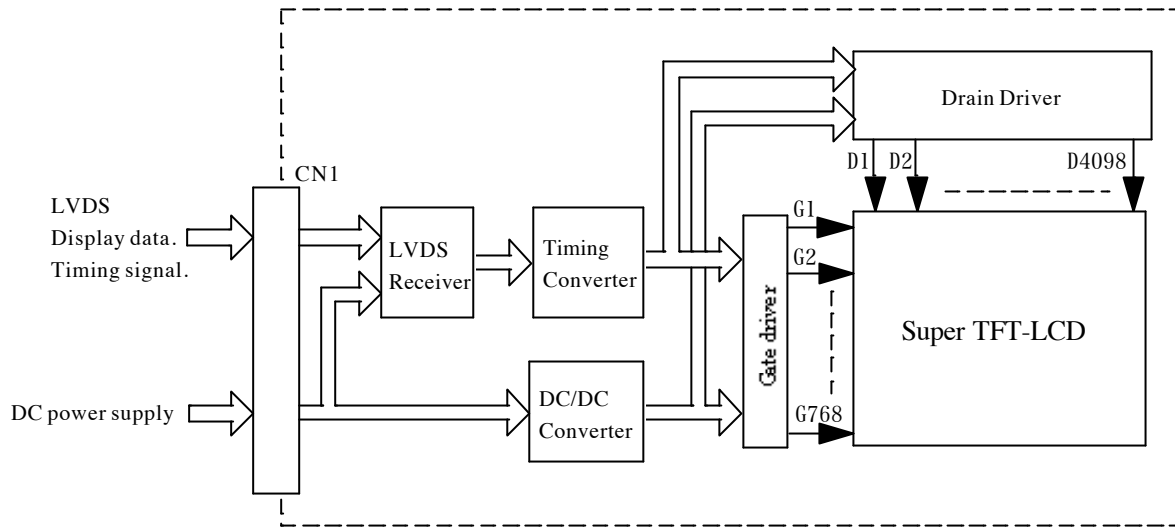 Drain Driver
D1
D2
D4098
CN1
LVDS
Display data.
Timing signal.
LVDS
Receiver
Timing
Converter
G1
G2
Gate driver
Super TFT-LCD
DC power supply
DC/DC
Converter
G768